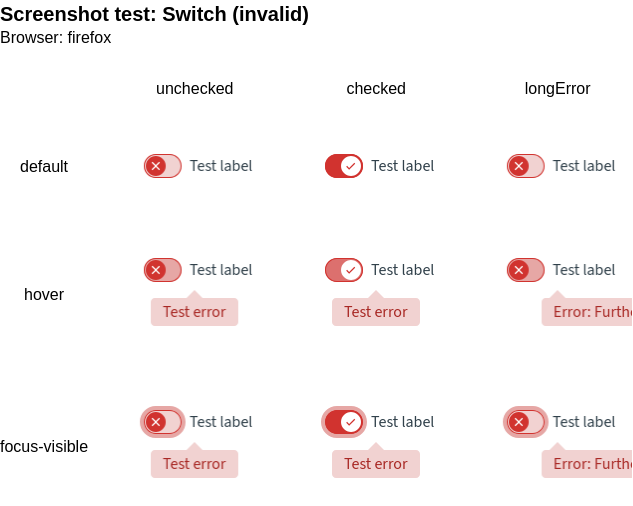 Screenshot test: Switch (invalid)
Browser: firefox
unchecked checked longError
default Test label Test label Test label
hover Test label Test label Test label
Test error Test error Error: Furthe
focus-visible Test label Test label Test label
Test error Test error Error: Furthe